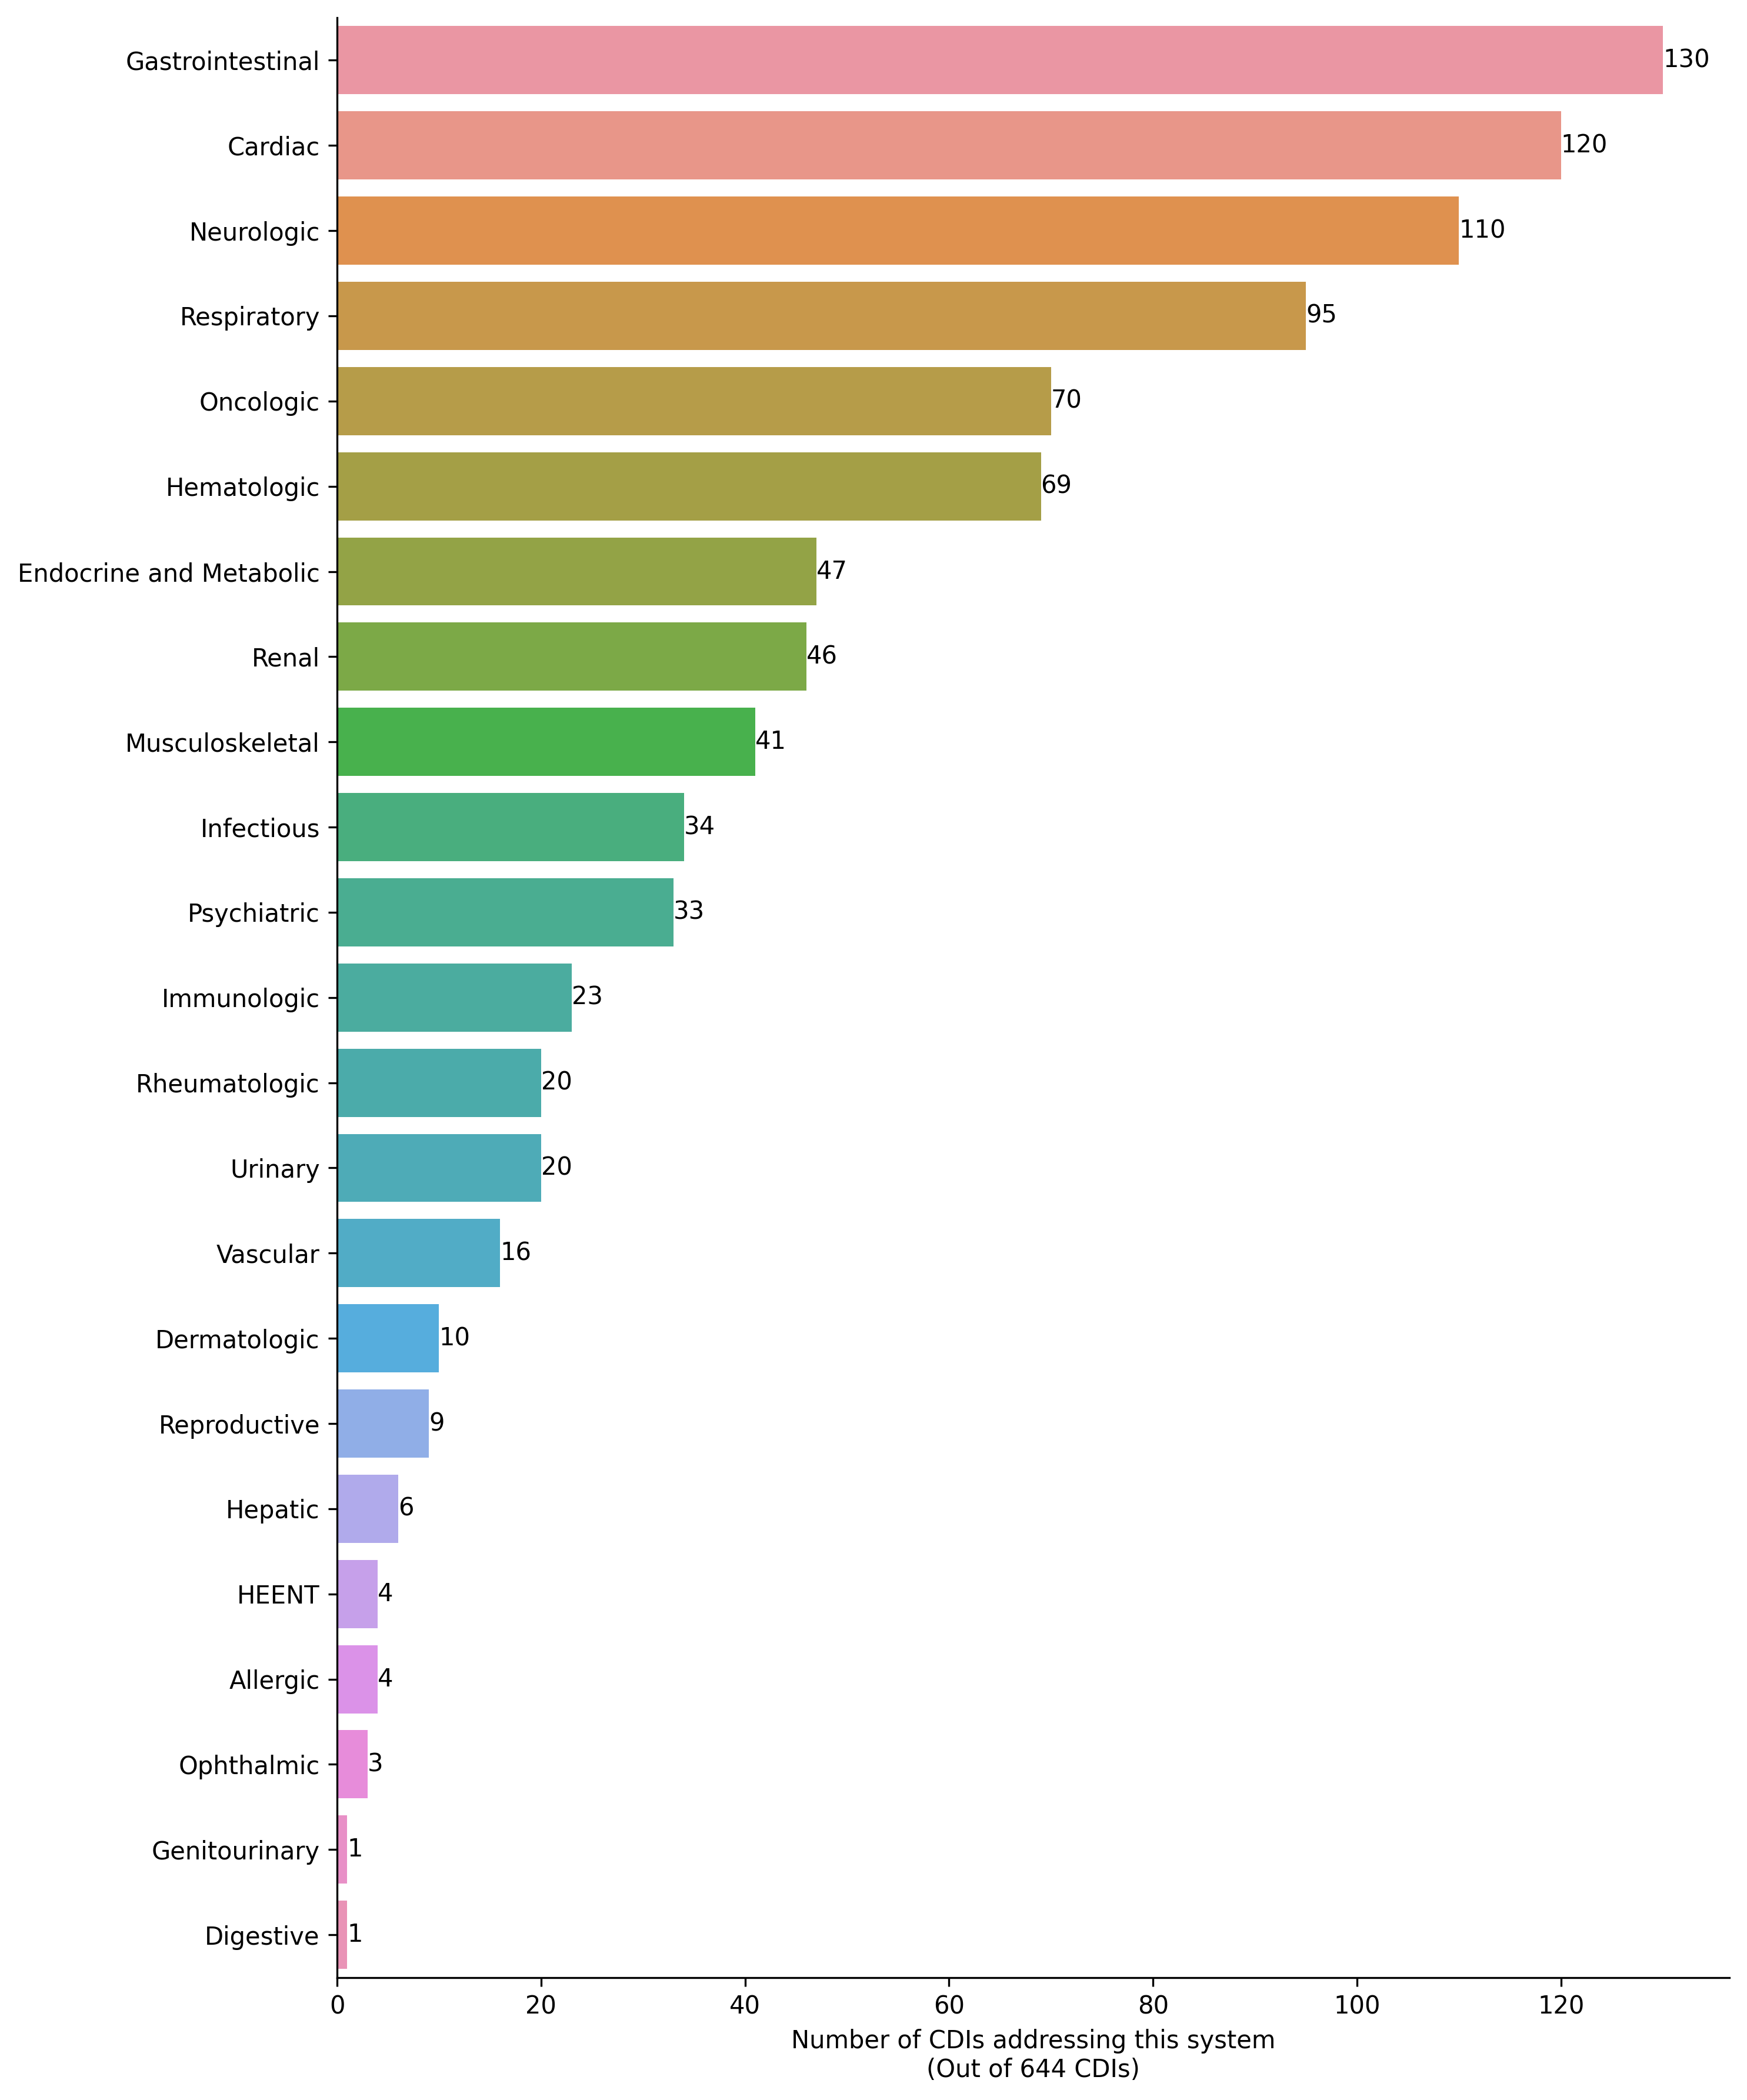 Gastrointestinal 130
Cardiac 120
Neurologic 110
Respiratory 95
Oncologic 70
Hematologic 69
Endocrine and Metabolic 47
Renal 46
Musculoskeletal 41
Infectious 34
Psychiatric 33
Immunologic 23
Rheumatologic 20
Urinary 20
Vascular 16
Dermatologic 10
Reproductive 9
Hepatic 6
HEENT 4
Allergic 4
Ophthalmic 3
Genitourinary 1
Digestive 1
0 20 40 60 80 100 120
Number of CDIs addressing this system
(Out of 644 CDIs)